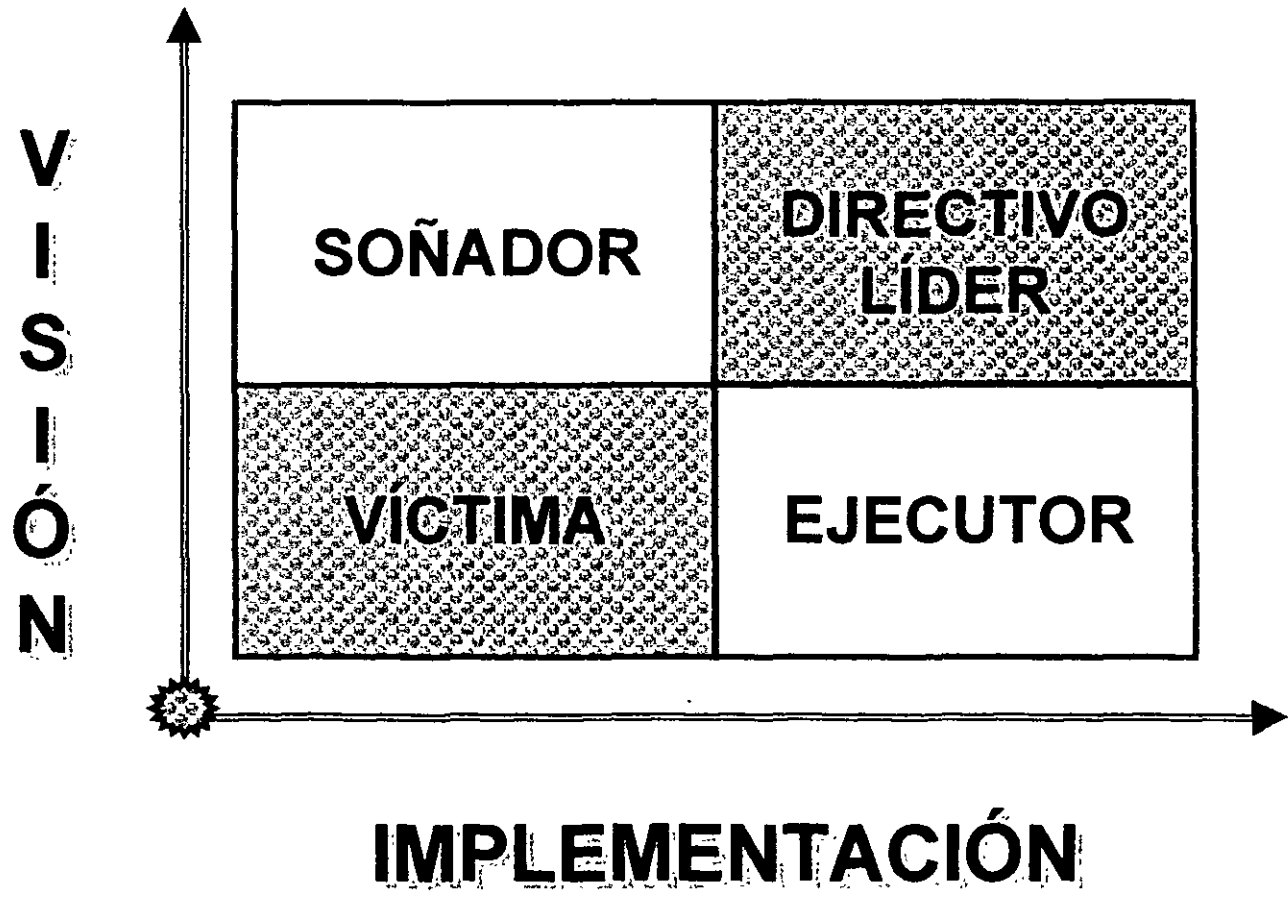 VISIÓN
SOÑADOR
DIRECTIVO
LÍDER
VÍCTIMA
EJECUTOR
IMPLEMENTACIÓN